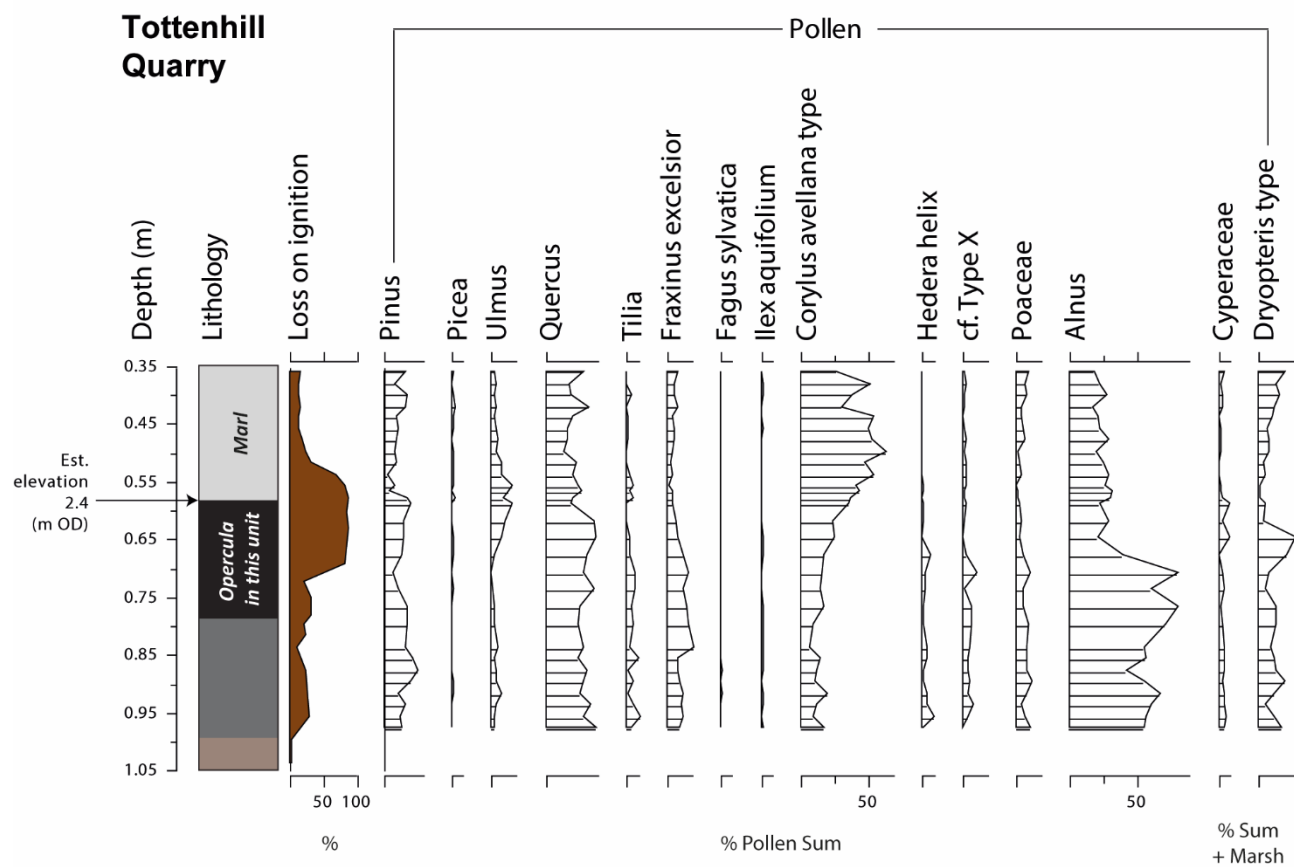 Tottenhill
Quarry
Pollen
Depth (m)
Lithology
Loss on ignition
Pinus
Picea
Ulmus
Quercus
Tilia
Fraxinus excelsior
Fagus sylvatica
Ilex aquifolium
Corylus avellana type
Hedera helix
cf. Type X
Poaceae
Alnus
Cyperaceae
Dryopteris type
0.35
0.45
0.55
0.65
0.75
0.85
0.95
1.05
Est.
elevation
2.4
(m OD)
Marl
Opercula
in this unit
50 100
50
50
%
% Pollen Sum
% Sum
+ Marsh